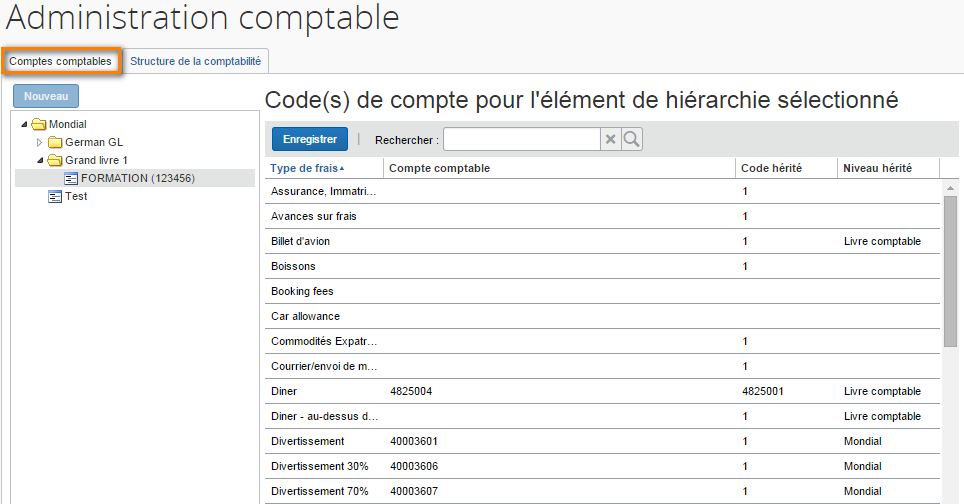 Administration comptable
Comptes comptables
Structure de la comptabilité
Nouveau
Mondial
German GL
Grand livre 1
FORMATION (123456)
Test
Code(s) de compte pour l'élément de hiérarchie sélectionné
Enregistrer | Rechercher :
Type de frais Compte comptable Code hérité Niveau hérité
Assurance, Immatri... 1
Avances sur frais 1
Billet d'avion 1 Livre comptable
Boissons 1
Booking fees
Car allowance
Commodités Expatr... 1
Courrier/envoi de m... 1
Diner 4825004 4825001 Livre comptable
Diner - au-dessus d... 1 Livre comptable
Divertissement 40003601 1 Mondial
Divertissement 30% 40003606 1 Mondial
Divertissement 70% 40003607 1 Mondial